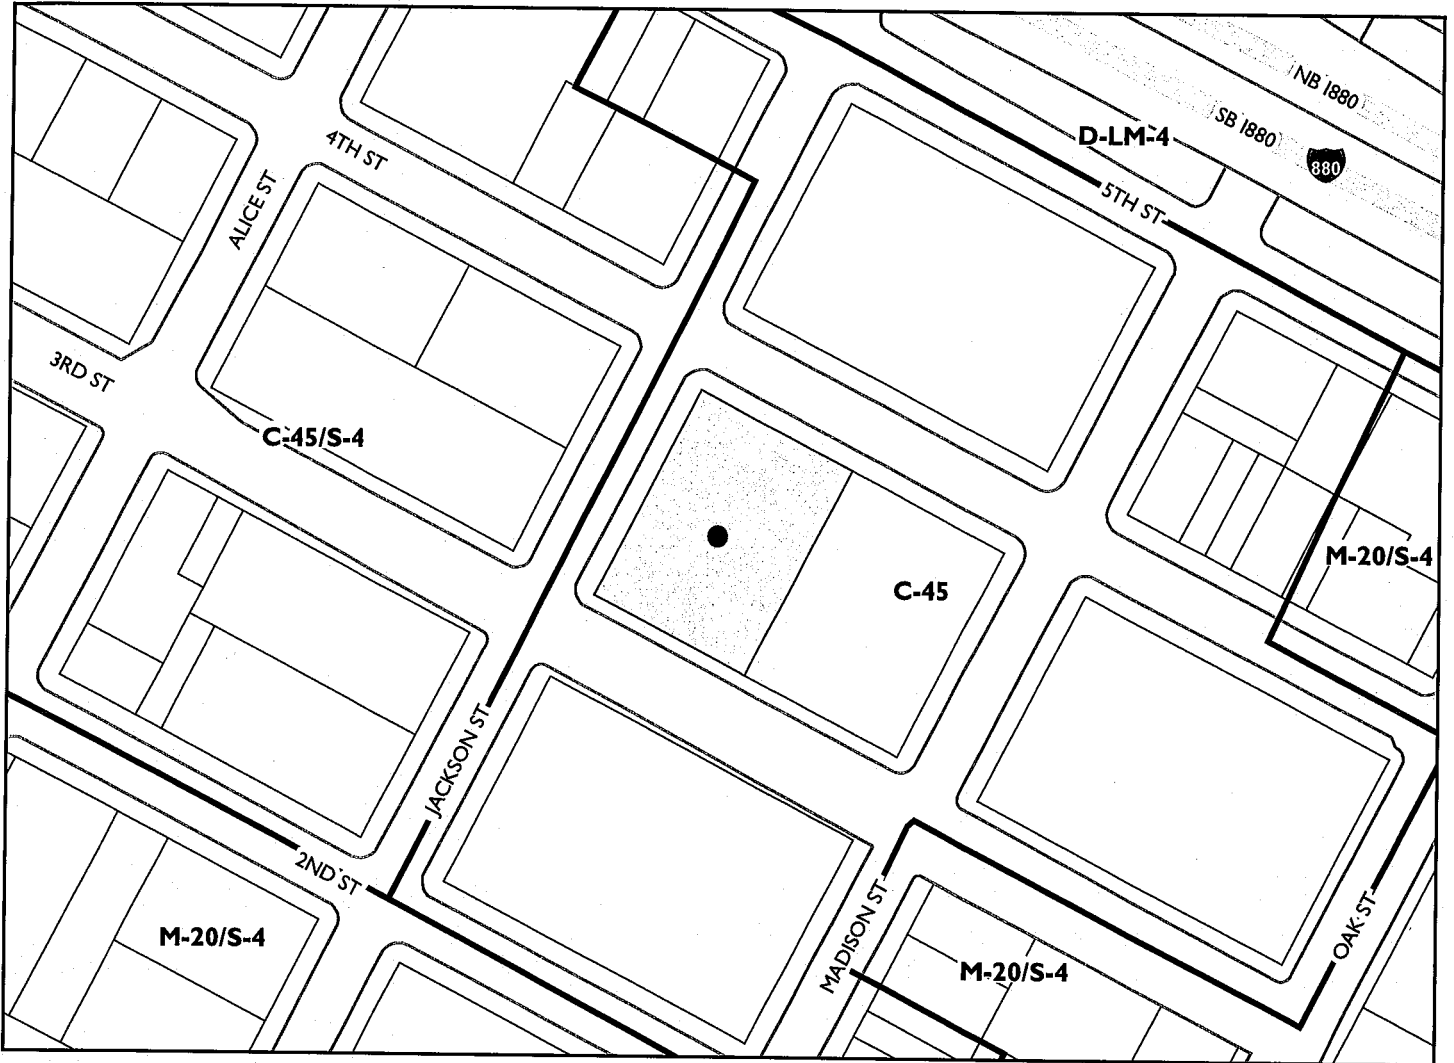 NB I880
SB I880
D-LM-4
880
4TH ST
5TH ST
ALICE ST
3RD ST
C-45/S-4
M-20/S-4
C-45
JACKSON ST
2ND ST
MADISON ST
OAK ST
M-20/S-4
M-20/S-4